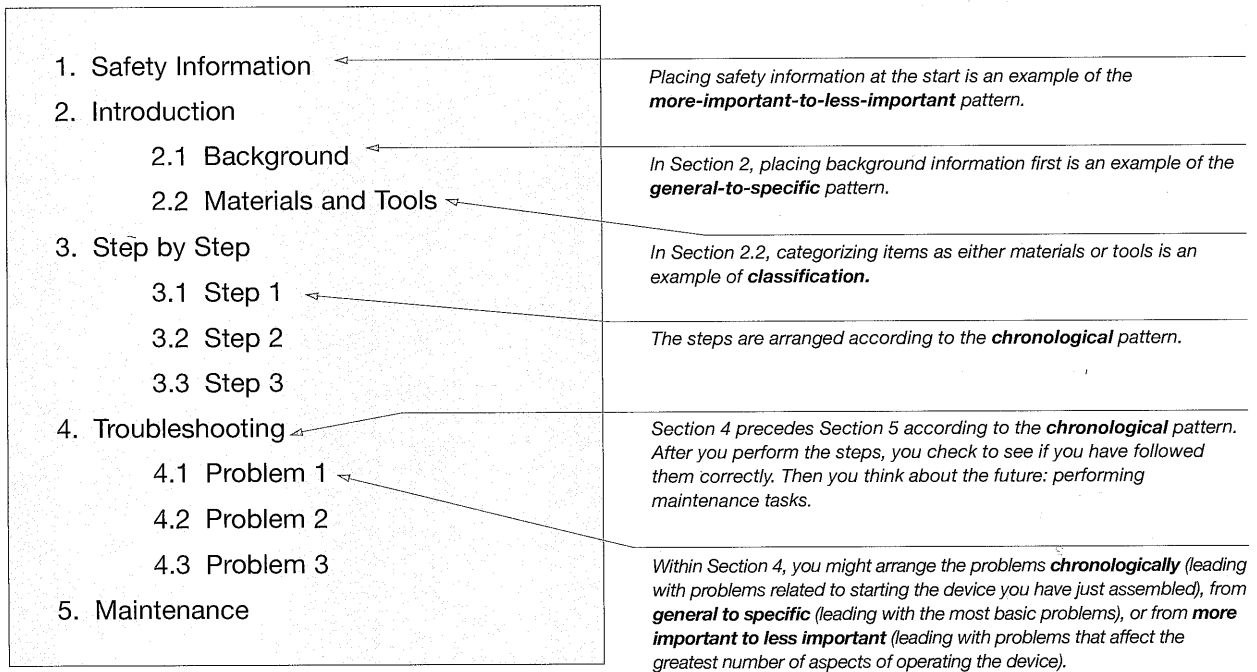 1. Safety Information
2. Introduction
2.1 Background
2.2 Materials and Tools
3. Step by Step
3.1 Step 1
3.2 Step 2
3.3 Step 3
4. Troubleshooting
4.1 Problem 1
4.2 Problem 2
4.3 Problem 3
5. Maintenance
Placing safety information at the start is an example of the
more-important-to-less-important pattern.
In Section 2, placing background information first is an example of the
general-to-specific pattern.
In Section 2.2, categorizing items as either materials or tools is an
example of classification.
The steps are arranged according to the chronological pattern.
Section 4 precedes Section 5 according to the chronological pattern.
After you perform the steps, you check to see if you have followed
them correctly. Then you think about the future: performing
maintenance tasks.
Within Section 4, you might arrange the problems chronologically (leading
with problems related to starting the device you have just assembled), from
general to specific (leading with the most basic problems), or from more
important to less important (leading with problems that affect the
greatest number of aspects of operating the device).